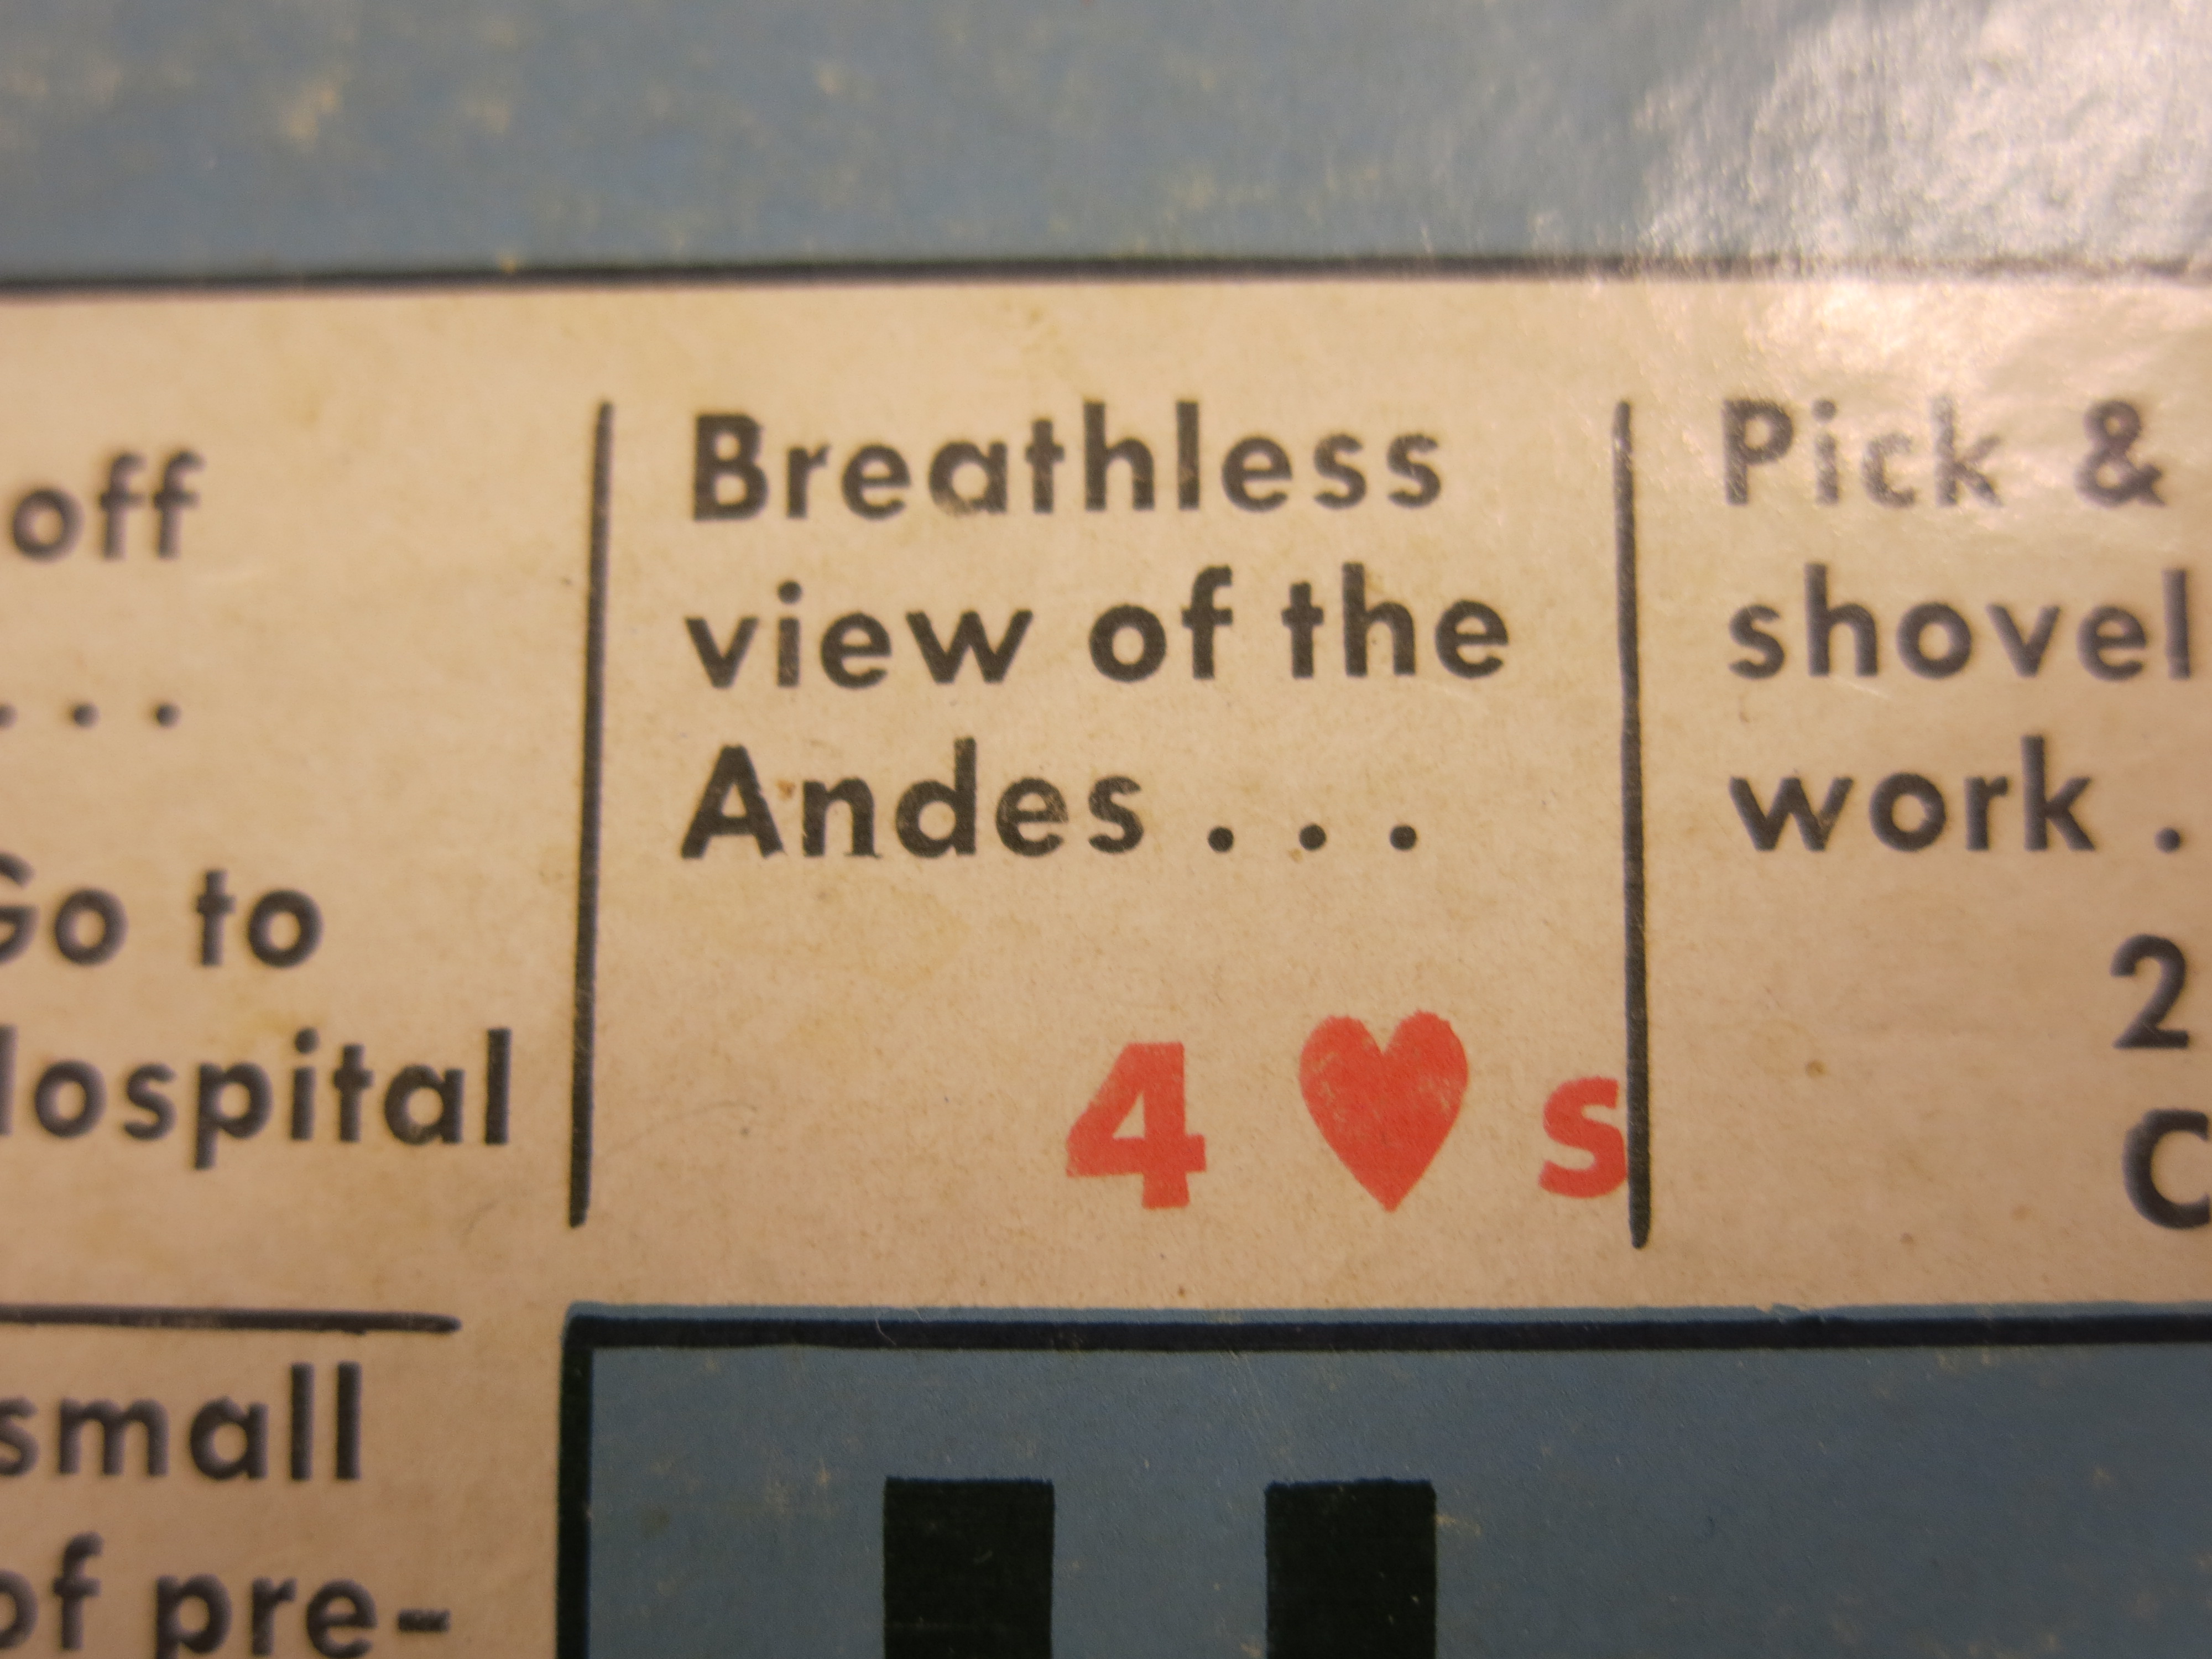 off
. . .
Go to
Hospital
Breathless
view of the
Andes . . .
4 ♥ s
Pick &
shovel
work .
2
C
small
of pre-